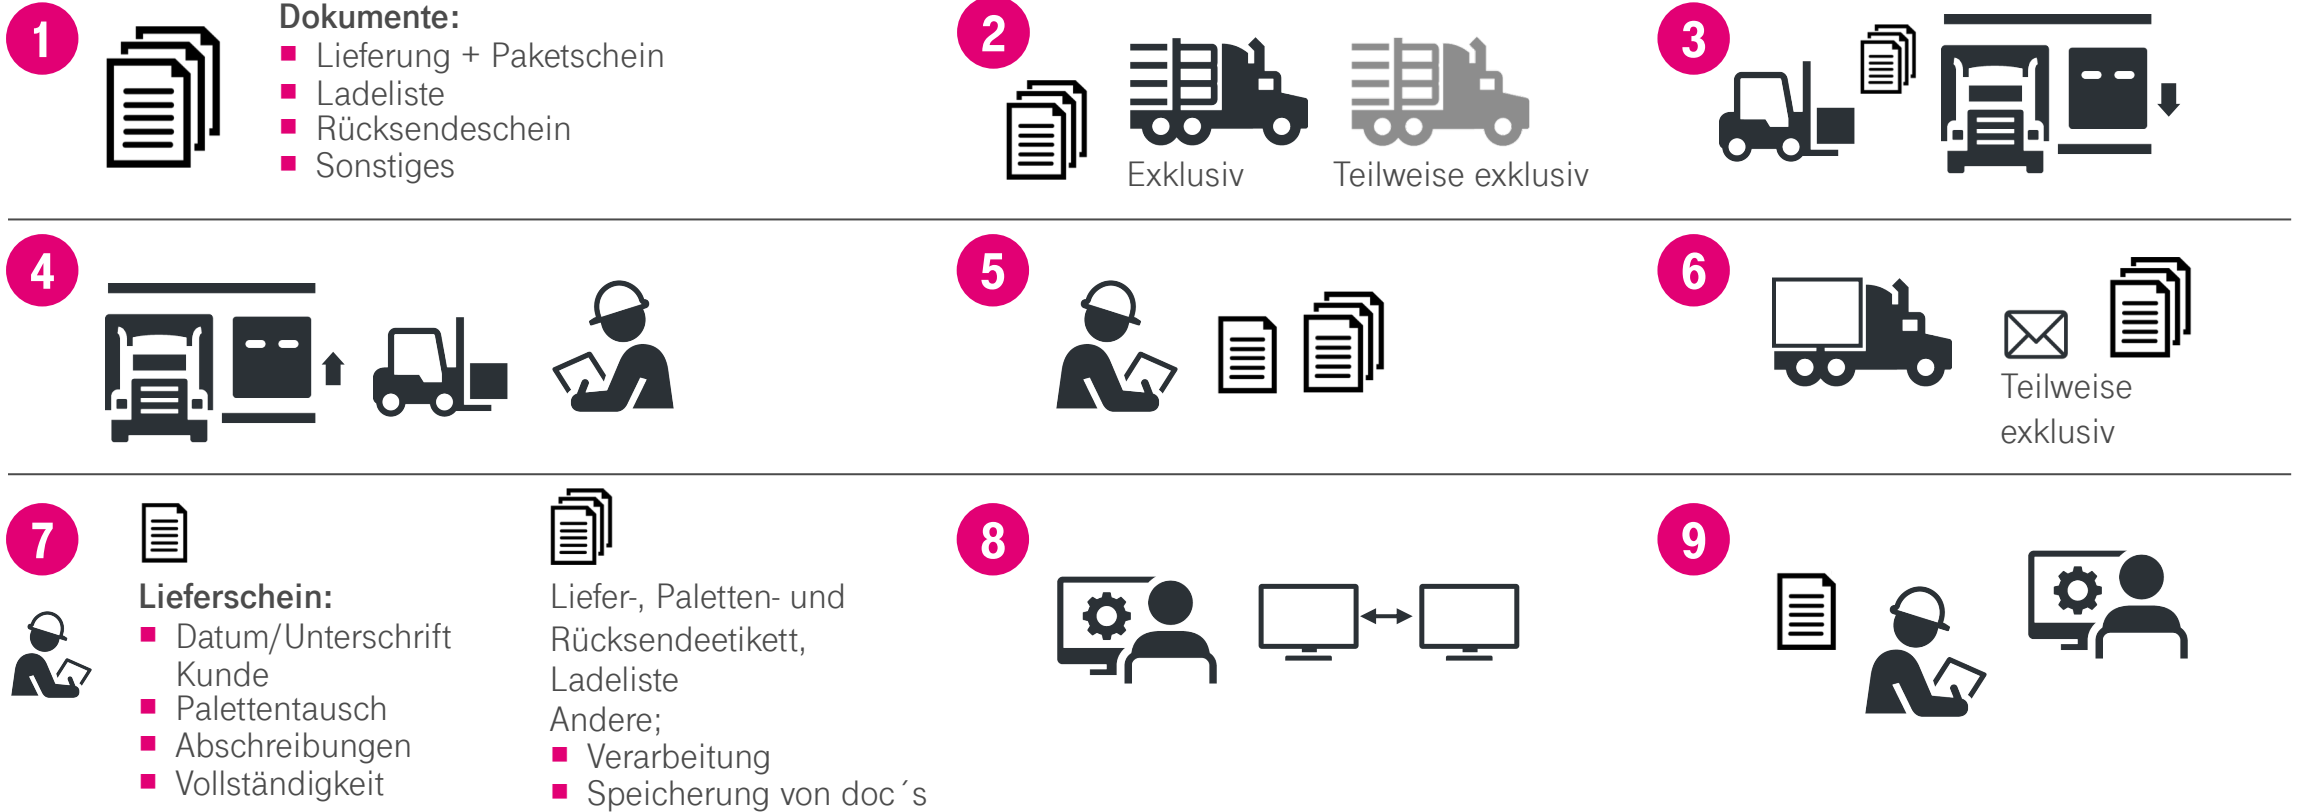 1
Dokumente:
Lieferung + Paketschein
Ladeliste
Rücksendeschein
Sonstiges
2
Exklusiv
Teilweise exklusiv
3
4
5
6
Teilweise
exklusiv
7
Lieferschein:
Datum/Unterschrift
Kunde
Palettentausch
Abschreibungen
Vollständigkeit
Liefer-, Paletten- und
Rücksendeetikett,
Ladeliste
Andere;
Verarbeitung
Speicherung von doc´s
8
9